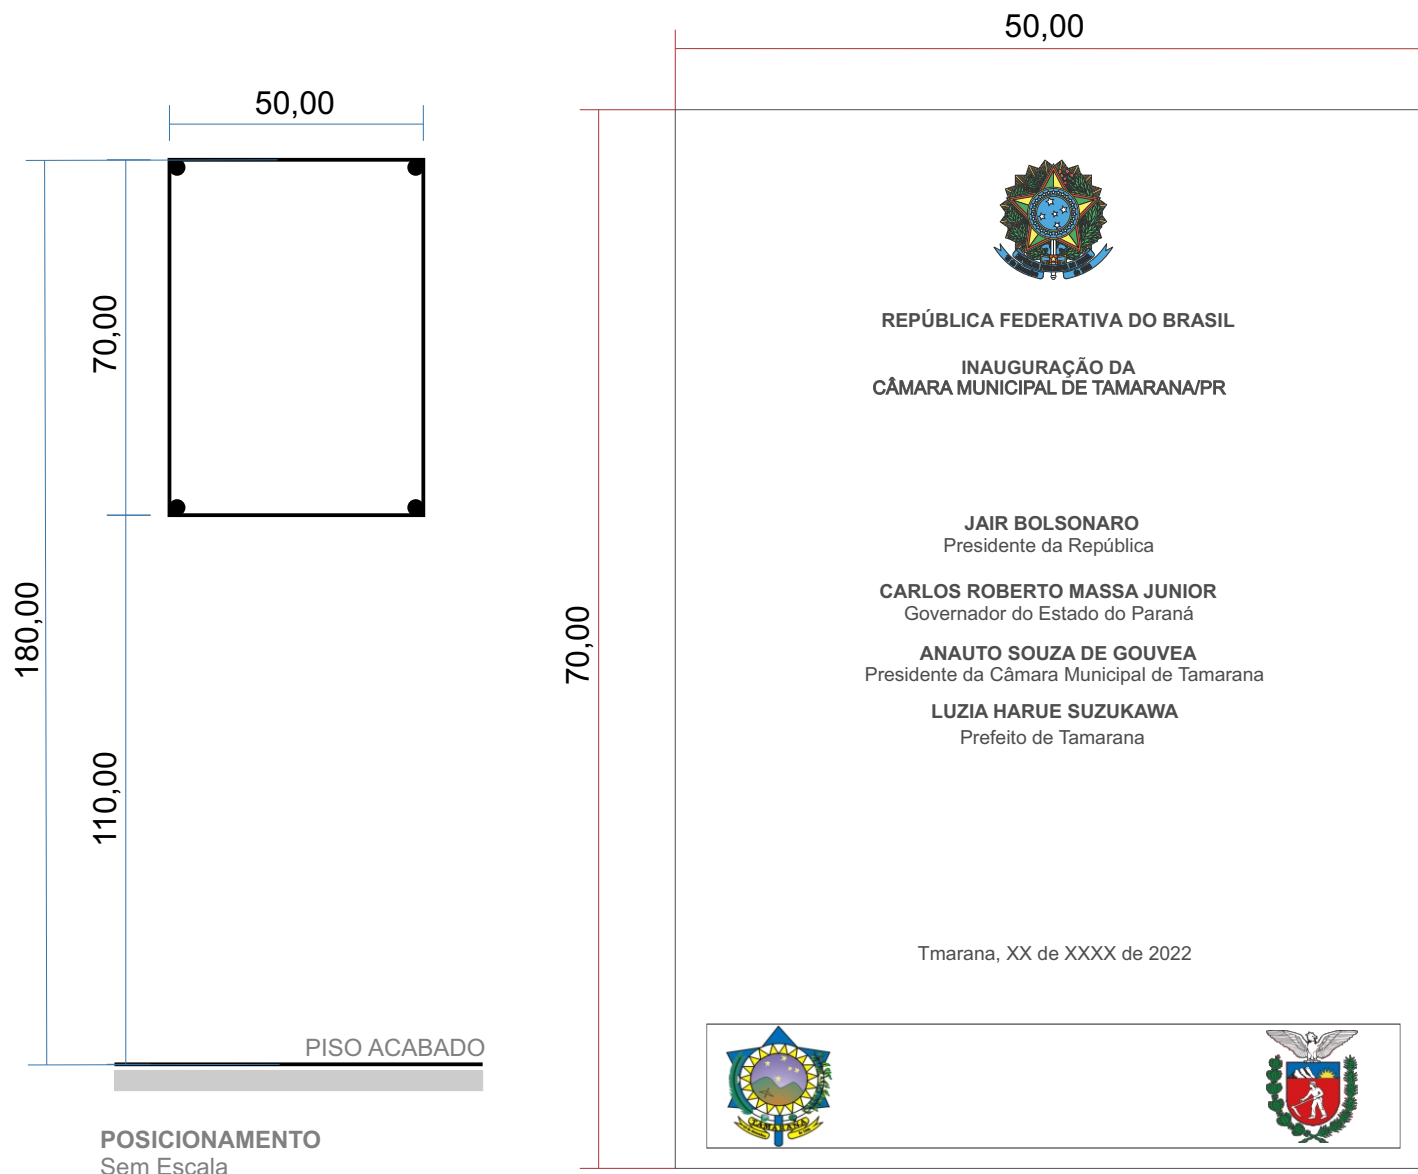 50,00
70,00
180,00
110,00
PISO ACABADO
POSICIONAMENTO
Sem Escala
50,00
70,00
REPÚBLICA FEDERATIVA DO BRASIL
INAUGURAÇÃO DA
CÂMARA MUNICIPAL DE TAMARANA/PR
JAIR BOLSONARO
Presidente da República
CARLOS ROBERTO MASSA JUNIOR
Governador do Estado do Paraná
ANAUTO SOUZA DE GOUVEA
Presidente da Câmara Municipal de Tamarana
LUZIA HARUE SUZUKAWA
Prefeito de Tamarana
Tmarana, XX de XXXX de 2022
TAMARANA